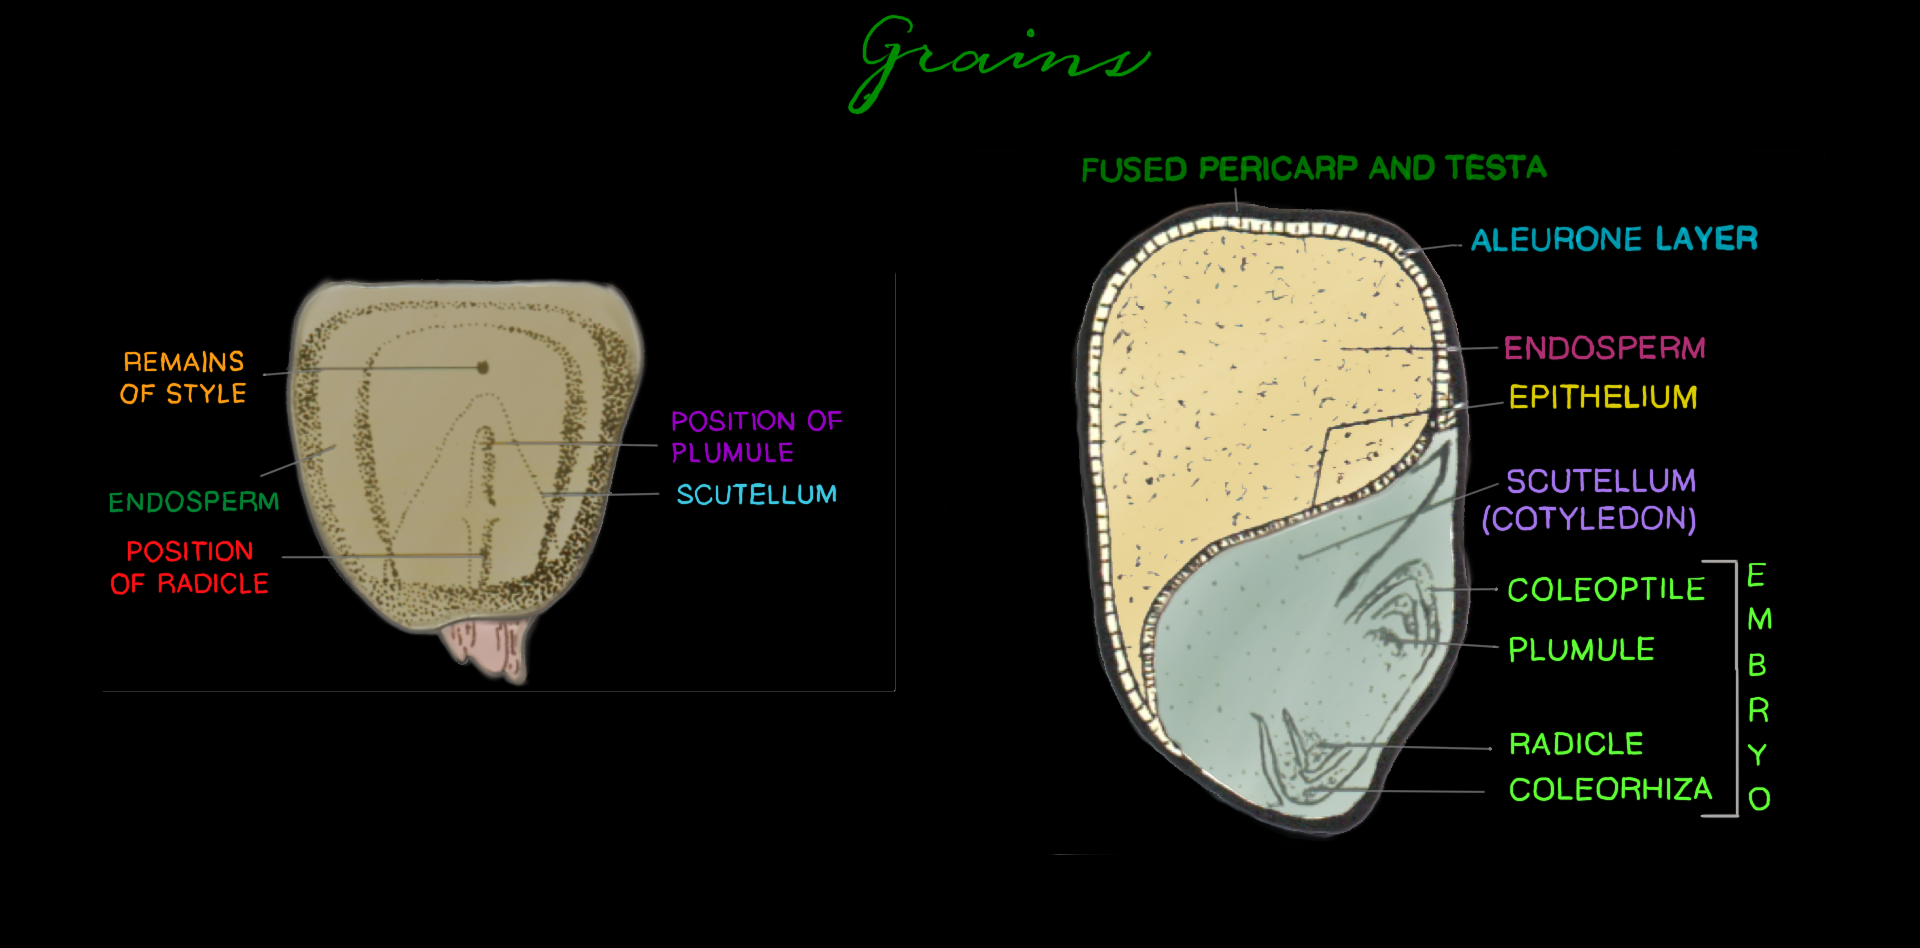 Grains
REMAINS
OF STYLE
ENDOSPERM
POSITION
OF RADICLE
POSITION OF
PLUMULE
SCUTELLUM
FUSED PERICARP AND TESTA
ALEURONE LAYER
ENDOSPERM
EPITHELIUM
SCUTELLUM
(COTYLEDON)
COLEOPTILE
PLUMULE
RADICLE
COLEORHIZA
EMBRYO